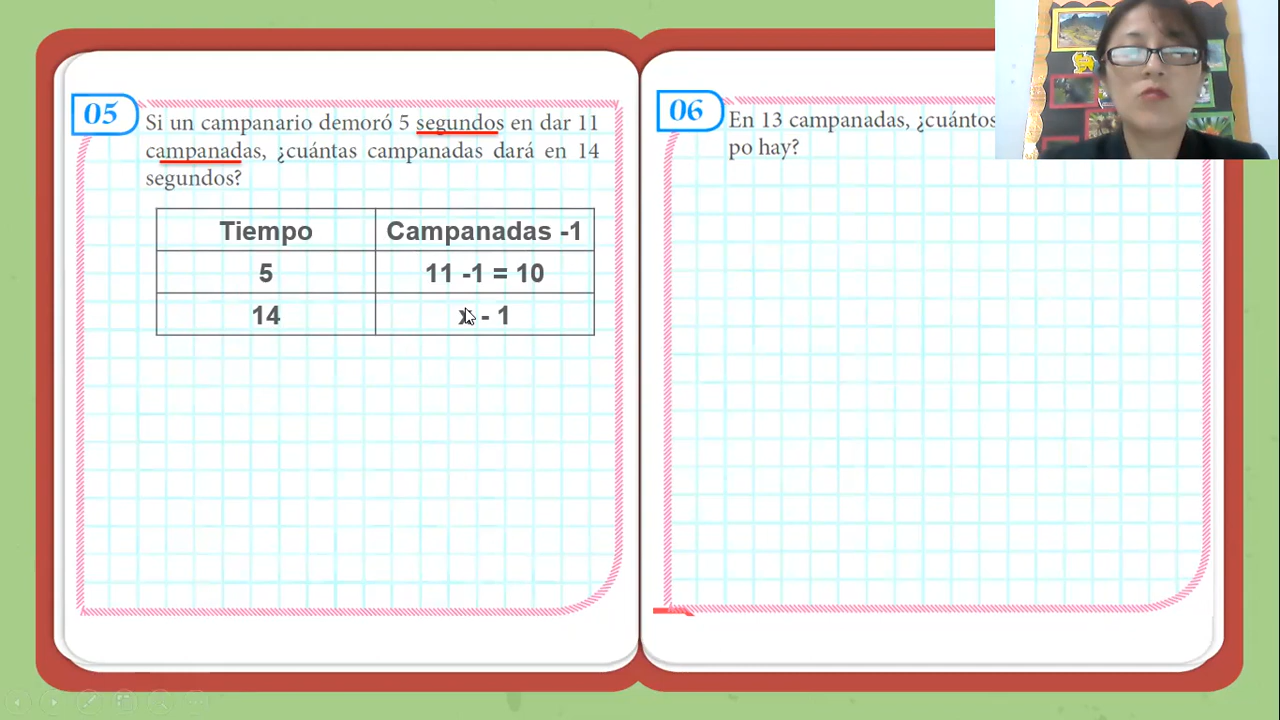 05
Si un campanario demoró 5 segundos en dar 11
campanadas, ¿cuántas campanadas dará en 14
segundos?
Tiempo Campanadas -1
5 11 -1 = 10
14 x - 1
06
En 13 campanadas, ¿cuántos
po hay?